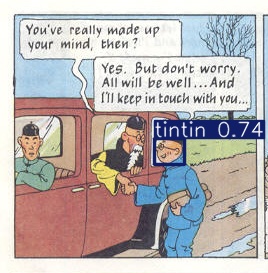 You've really made up
your mind, then?
Yes. But don't worry.
All will be well...And
I'll keep in touch with you...
tintin 0.74